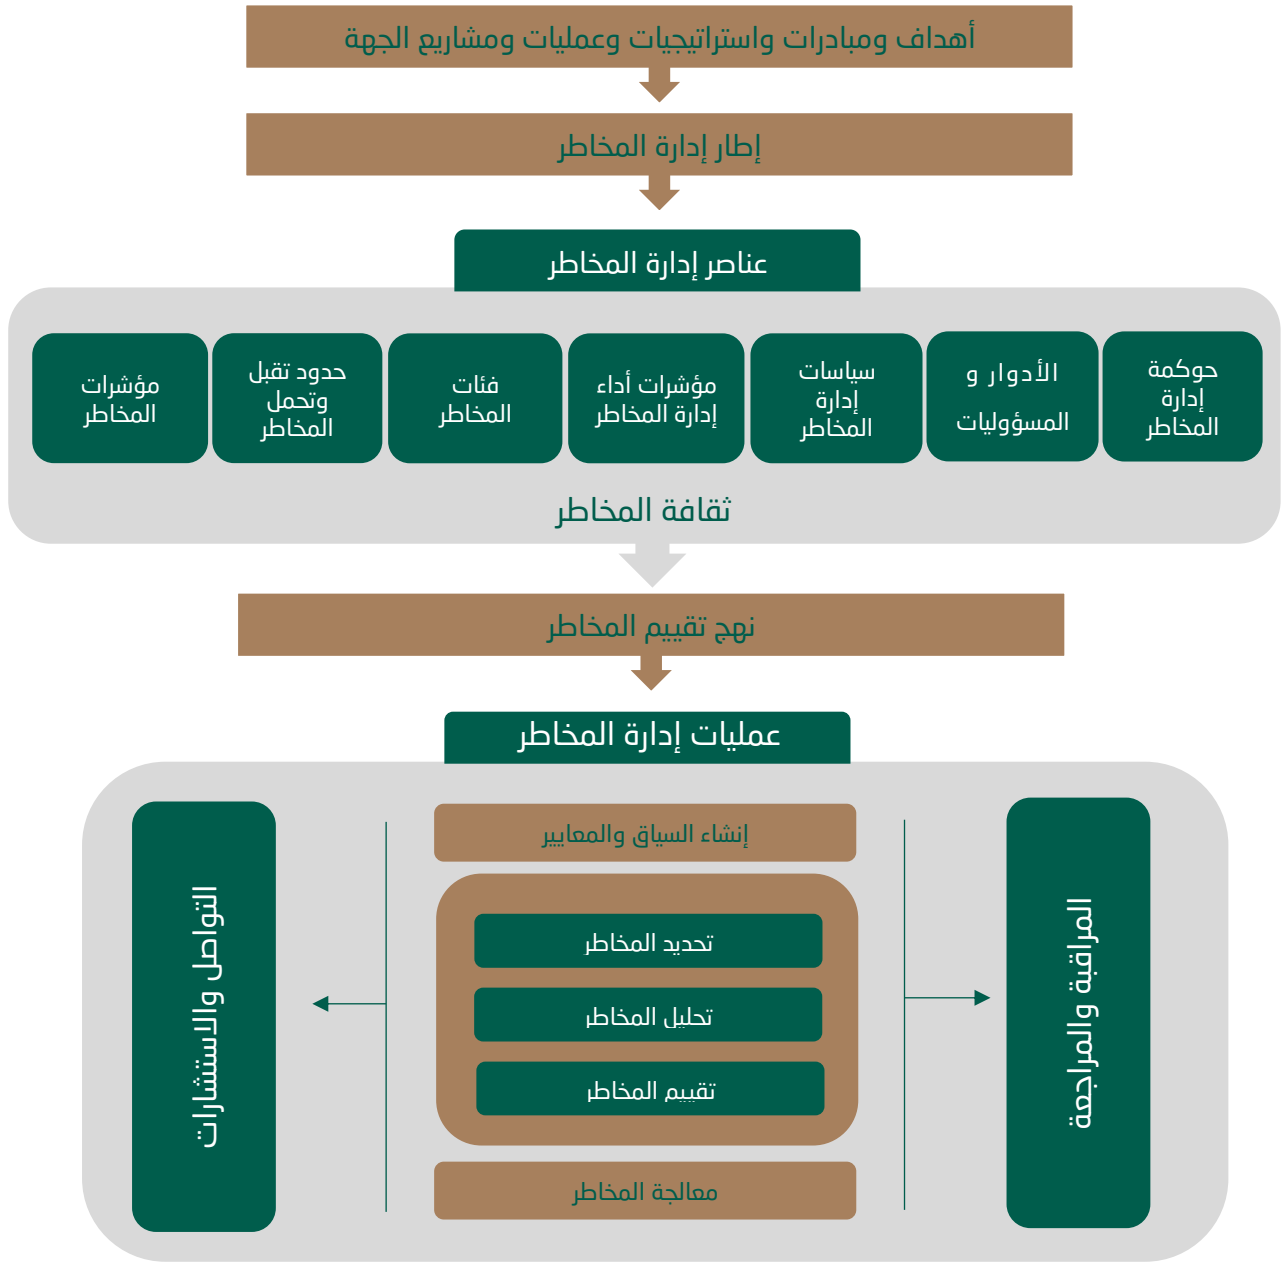 أهداف ومبادرات واستراتيجيات وعمليات ومشاريع الجهة
إطار إدارة المخاطر
عناصر إدارة المخاطر
حوكمة
إدارة
المخاطر
الأدوار و
المسؤوليات
سياسات
إدارة
المخاطر
مؤشرات أداء
إدارة المخاطر
فئات
المخاطر
حدود تقبل
وتحمل
المخاطر
مؤشرات
المخاطر
ثقافة المخاطر
نهج تقييم المخاطر
عمليات إدارة المخاطر
المراقبة والمراجعة
إنشاء السياق والمعايير
تحديد المخاطر
تحليل المخاطر
تقييم المخاطر
معالجة المخاطر
التواصل والاستشارات